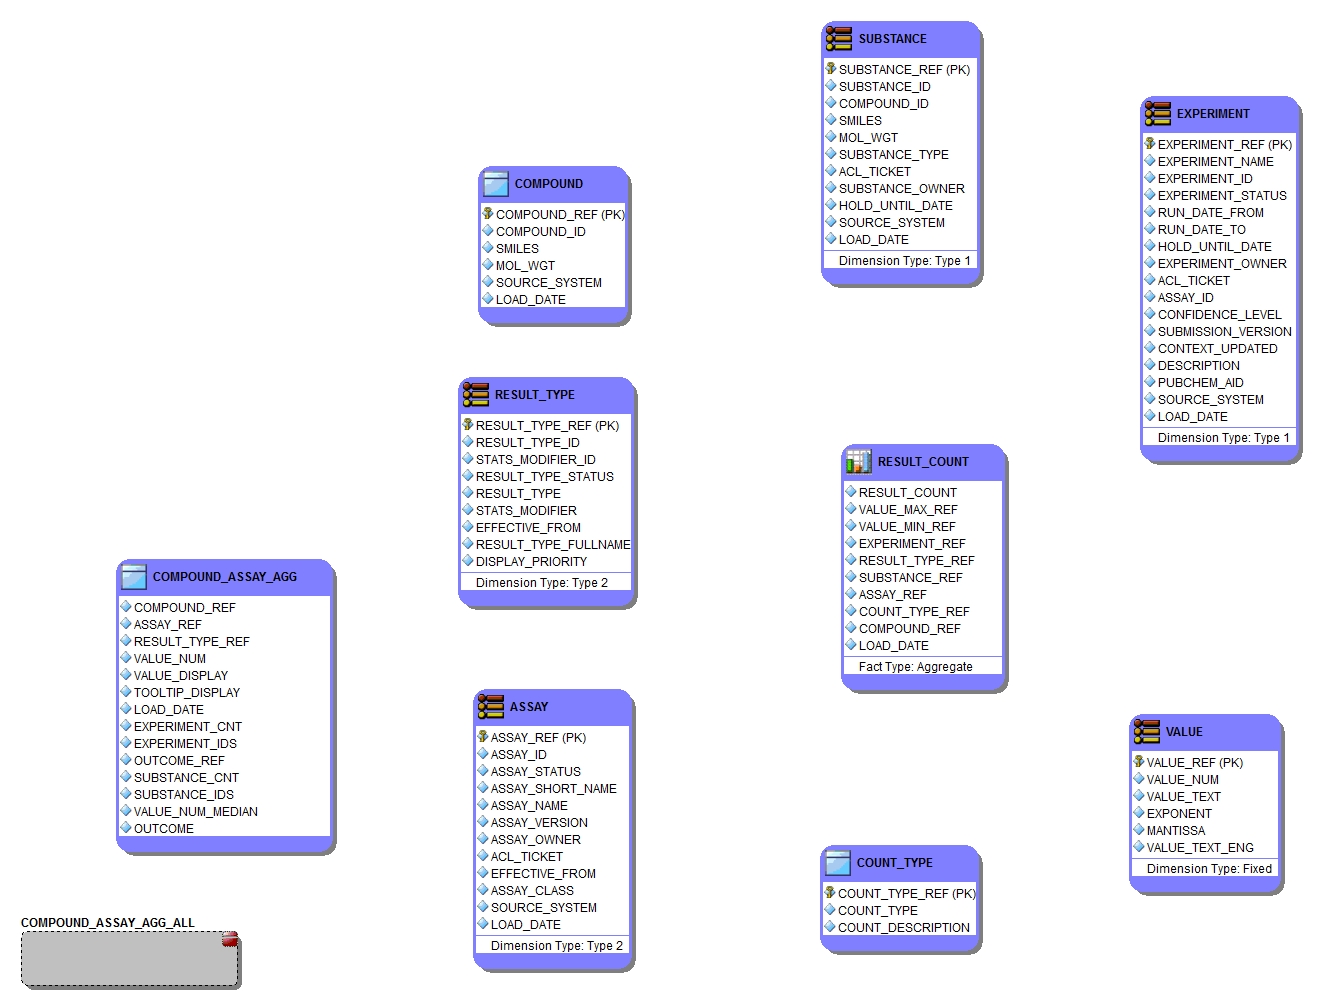 SUBSTANCE
SUBSTANCE_REF (PK)
SUBSTANCE_ID
COMPOUND_ID
SMILES
MOL_WGT
SUBSTANCE_TYPE
ACL_TICKET
SUBSTANCE_OWNER
HOLD_UNTIL_DATE
SOURCE_SYSTEM
LOAD_DATE
Dimension Type: Type 1
EXPERIMENT
EXPERIMENT_REF (PK)
EXPERIMENT_NAME
EXPERIMENT_ID
EXPERIMENT_STATUS
RUN_DATE_FROM
RUN_DATE_TO
HOLD_UNTIL_DATE
EXPERIMENT_OWNER
ACL_TICKET
ASSAY_ID
CONFIDENCE_LEVEL
SUBMISSION_VERSION
CONTEXT_UPDATED
DESCRIPTION
PUBCHEM_AID
SOURCE_SYSTEM
LOAD_DATE
Dimension Type: Type 1
COMPOUND
COMPOUND_REF (PK)
COMPOUND_ID
SMILES
MOL_WGT
SOURCE_SYSTEM
LOAD_DATE
RESULT_TYPE
RESULT_TYPE_REF (PK)
RESULT_TYPE_ID
STATS_MODIFIER_ID
RESULT_TYPE_STATUS
RESULT_TYPE
STATS_MODIFIER
EFFECTIVE_FROM
RESULT_TYPE_FULLNAME
DISPLAY_PRIORITY
Dimension Type: Type 2
RESULT_COUNT
RESULT_COUNT
VALUE_MAX_REF
VALUE_MIN_REF
EXPERIMENT_REF
RESULT_TYPE_REF
SUBSTANCE_REF
ASSAY_REF
COUNT_TYPE_REF
COMPOUND_REF
LOAD_DATE
Fact Type: Aggregate
COMPOUND_ASSAY_AGG
COMPOUND_REF
ASSAY_REF
RESULT_TYPE_REF
VALUE_NUM
VALUE_DISPLAY
TOOLTIP_DISPLAY
LOAD_DATE
EXPERIMENT_CNT
EXPERIMENT_IDS
OUTCOME_REF
SUBSTANCE_CNT
SUBSTANCE_IDS
VALUE_NUM_MEDIAN
OUTCOME
ASSAY
ASSAY_REF (PK)
ASSAY_ID
ASSAY_STATUS
ASSAY_SHORT_NAME
ASSAY_NAME
ASSAY_VERSION
ASSAY_OWNER
ACL_TICKET
EFFECTIVE_FROM
ASSAY_CLASS
SOURCE_SYSTEM
LOAD_DATE
Dimension Type: Type 2
VALUE
VALUE_REF (PK)
VALUE_NUM
VALUE_TEXT
EXPONENT
MANTISSA
VALUE_TEXT_ENG
Dimension Type: Fixed
COUNT_TYPE
COUNT_TYPE_REF (PK)
COUNT_TYPE
COUNT_DESCRIPTION
COMPOUND_ASSAY_AGG_ALL